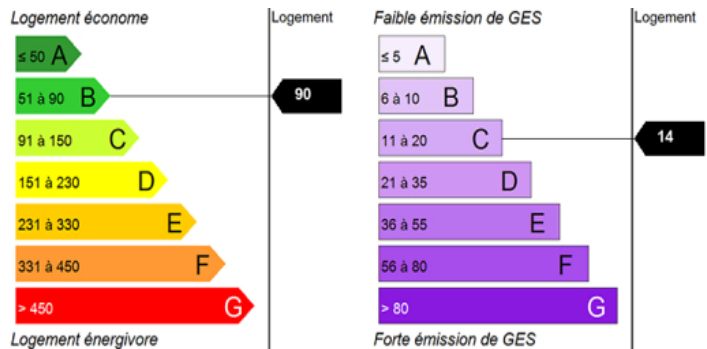 Logement économe
Logement
≤ 50 A
51 à 90 B
90
91 à 150 C
151 à 230 D
231 à 330 E
331 à 450 F
> 450 G
Logement énergivore
Faible émission de GES
Logement
≤ 5 A
6 à 10 B
11 à 20 C
14
21 à 35 D
36 à 55 E
56 à 80 F
> 80 G
Forte émission de GES